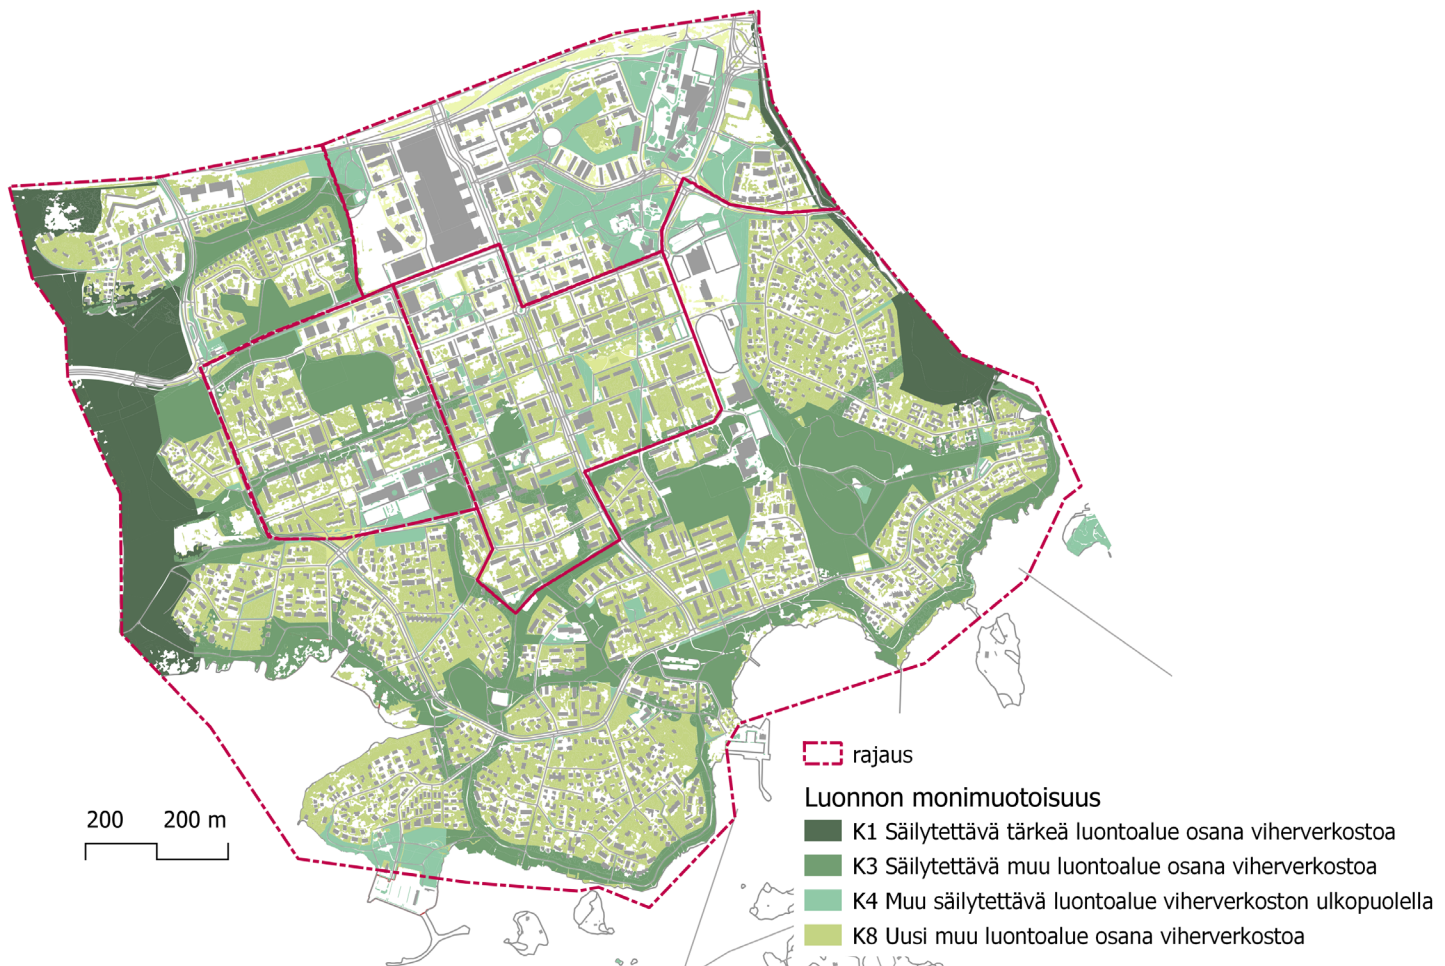 200 200 m
rajaus
Luonnon monimuotoisuus
K1 Säilytettävä tärkeä luontoalue osana viherverkostoa
K3 Säilytettävä muu luontoalue osana viherverkostoa
K4 Muu säilytettävä luontoalue viherverkoston ulkopuolella
K8 Uusi muu luontoalue osana viherverkostoa